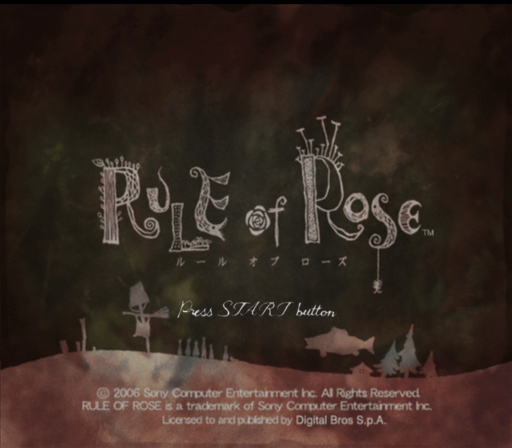 RULE of ROSE™
ルール オブ ローズ
Press START button
© 2006 Sony Computer Entertainment Inc. All Rights Reserved.
RULE OF ROSE is a trademark of Sony Computer Entertainment Inc.
Licensed to and published by Digital Bros S.p.A.